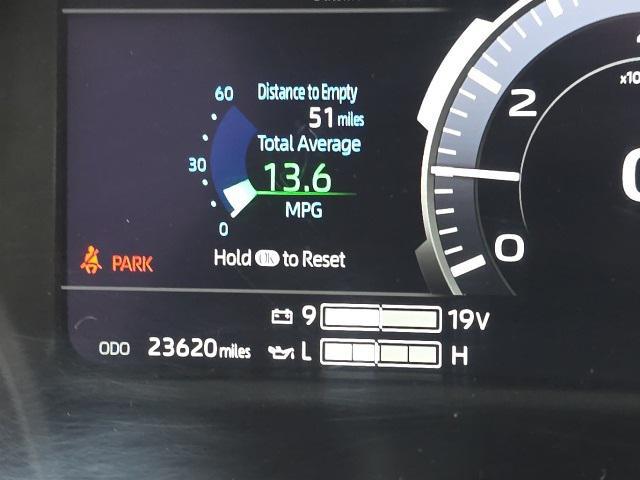 60
Distance to Empty
51 miles
Total Average
30
13.6
MPG
0
Hold OK to Reset
PARK
2
0
x10
9 19V
ODO 23620 miles L H